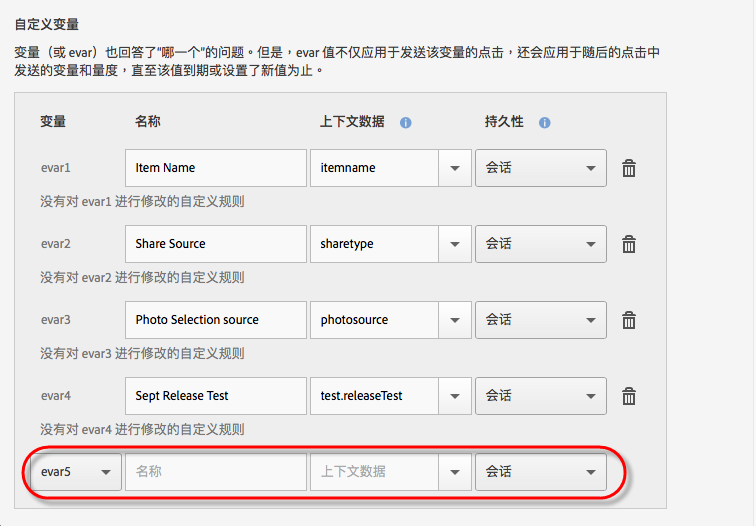 自定义变量
变量（或 evar）也回答了“哪一个”的问题。但是，evar 值不仅应用于发送该变量的点击，还会应用于随后的点击中
发送的变量和量度，直至该值到期或设置了新值为止。
变量 名称 上下文数据 持久性
evar1 Item Name itemname 会话
没有对 evar1 进行修改的自定义规则
evar2 Share Source sharetype 会话
没有对 evar2 进行修改的自定义规则
evar3 Photo Selection source photosource 会话
没有对 evar3 进行修改的自定义规则
evar4 Sept Release Test test.releaseTest 会话
没有对 evar4 进行修改的自定义规则
evar5 名称 上下文数据 会话